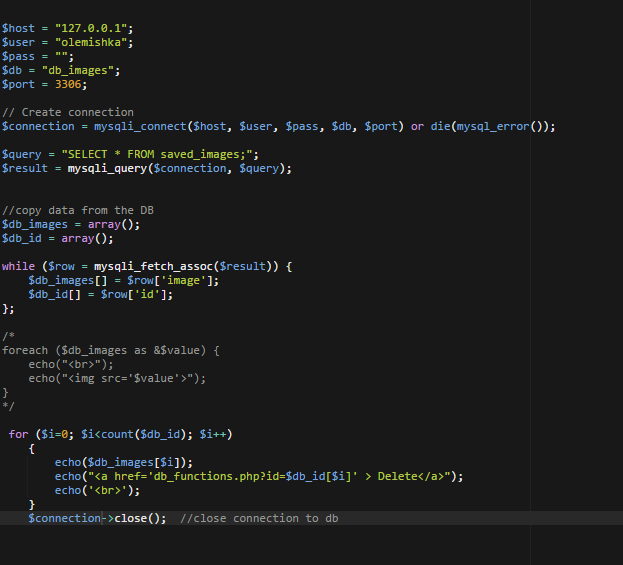 $host = "127.0.0.1";
$user = "olemishka";
$pass = "";
$db = "db_images";
$port = 3306;
// Create connection
$connection = mysqli_connect($host, $user, $pass, $db, $port) or die(mysql_error());
$query = "SELECT * FROM saved_images;";
$result = mysqli_query($connection, $query);
//copy data from the DB
$db_images = array();
$db_id = array();
while ($row = mysqli_fetch_assoc($result)) {
$db_images[] = $row['image'];
$db_id[] = $row['id'];
};
/*
foreach ($db_images as &$value) {
echo("<br>");
echo("<img src='$value'>");
}
*/
for ($i=0; $i<count($db_id); $i++)
{
echo($db_images[$i]);
echo("<a href='db_functions.php?id=$db_id[$i]' > Delete</a>");
echo('<br>');
}
$connection->close();  //close connection to db